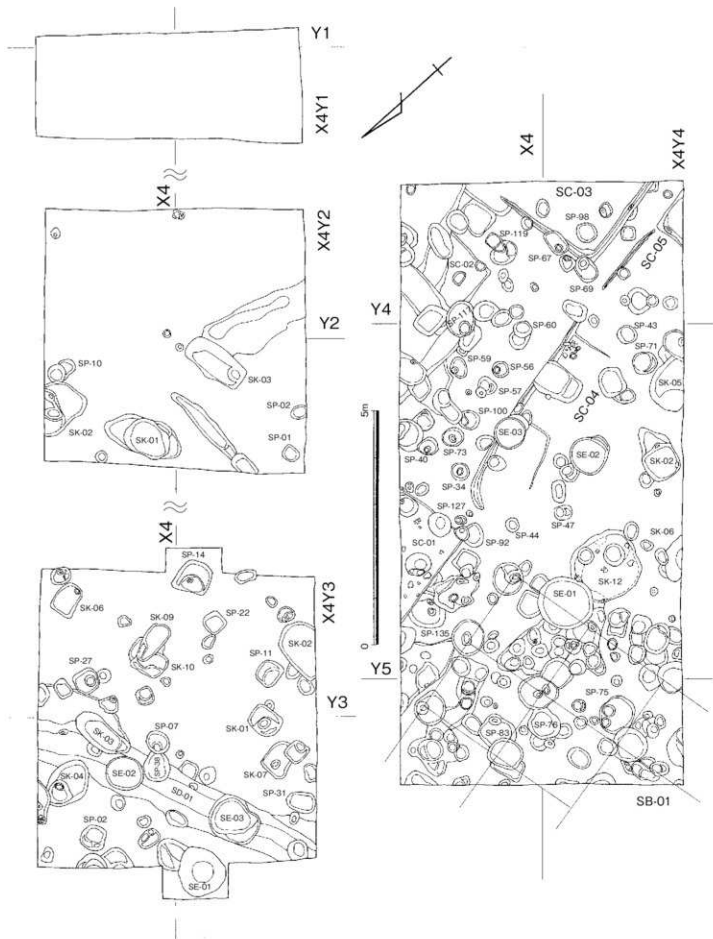 Y1
X4Y1
X4
X4Y2
Y2
SP-10
SK-03
SK-02
SK-01
SP-02
SP-01
X4
SP-14
X4Y3
SK-06
SK-09
SP-22
SK-02
SK-10
SP-11
SP-27
Y3
SK-01
SK-03
SP-07
SP-38
SK-07
SK-04
SE-02
SD-01
SP-31
SP-02
SE-03
SE-01
5m
0
X4
X4Y4
SC-03
SP-98
SP-119
SP-67
SC-02
SC-05
SP-69
Y4
SP-117
SP-60
SP-43
SP-59
SP-56
SP-71
SP-57
SK-05
SC-04
SP-100
SE-03
SP-40
SP-73
SE-02
SK-02
SP-34
SP-127
SP-47
SP-44
SC-01
SP-92
SK-06
SK-12
SE-01
SP-135
Y5
SP-75
SP-76
SP-83
SB-01